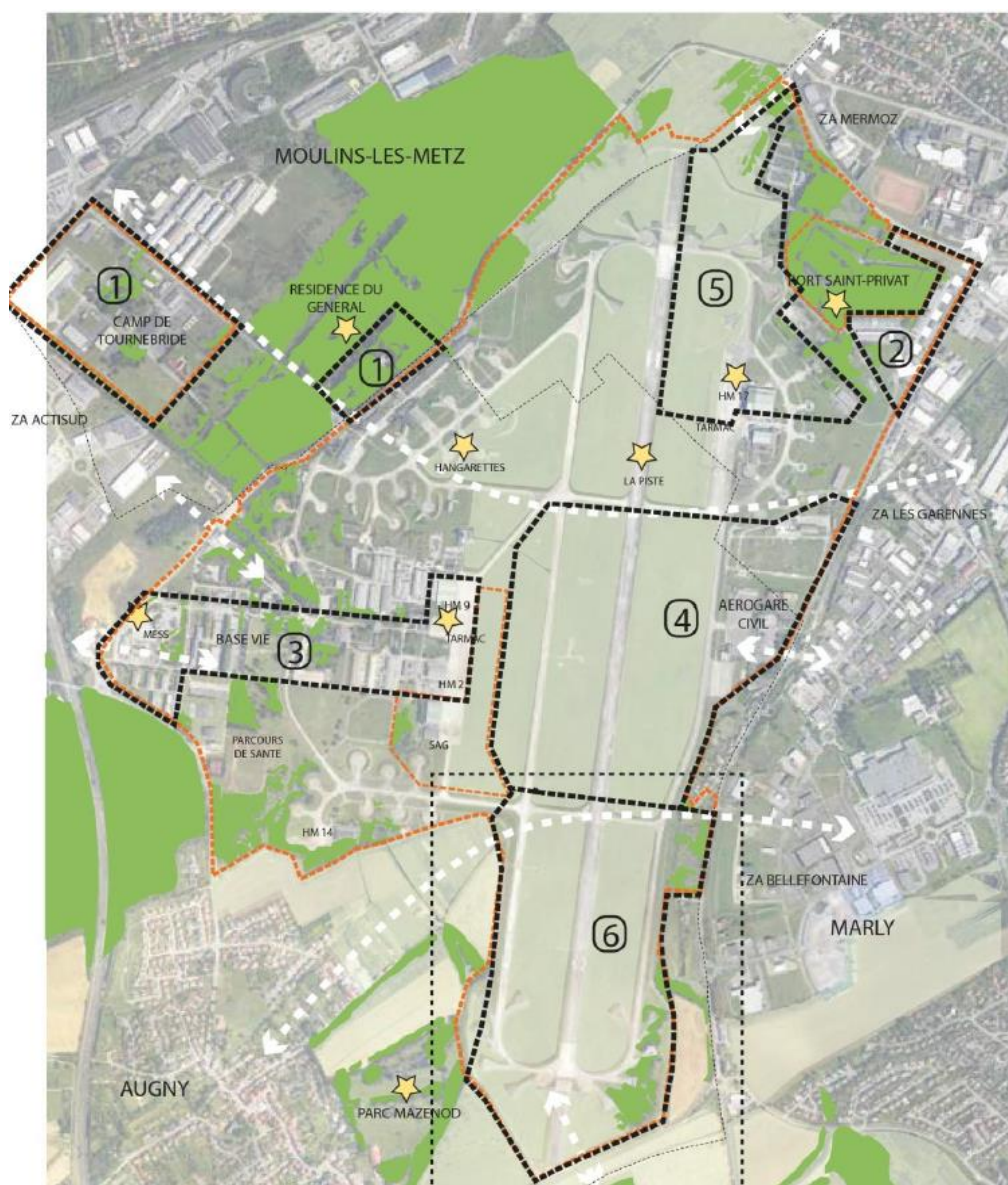 ZA MERMOZ
MOULINS-LES-METZ
1
CAMP DE
TOURNEBRIDE
RESIDENCE DU
GENERAL
5
FORT SAINT-PRIVAT
1
2
HM 17
TARMAC
ZA ACTISUD
HANGARETTES
LA PISTE
ZA LES GARENNES
HM 9
TARMAC
AEROGARE
CIVIL
4
MESS
BASE VIE
3
HM 2
PARCOURS
DE SANTE
SAG
HM 14
ZA BELLEFONTAINE
MARLY
6
AUGNY
PARC MAZENOD